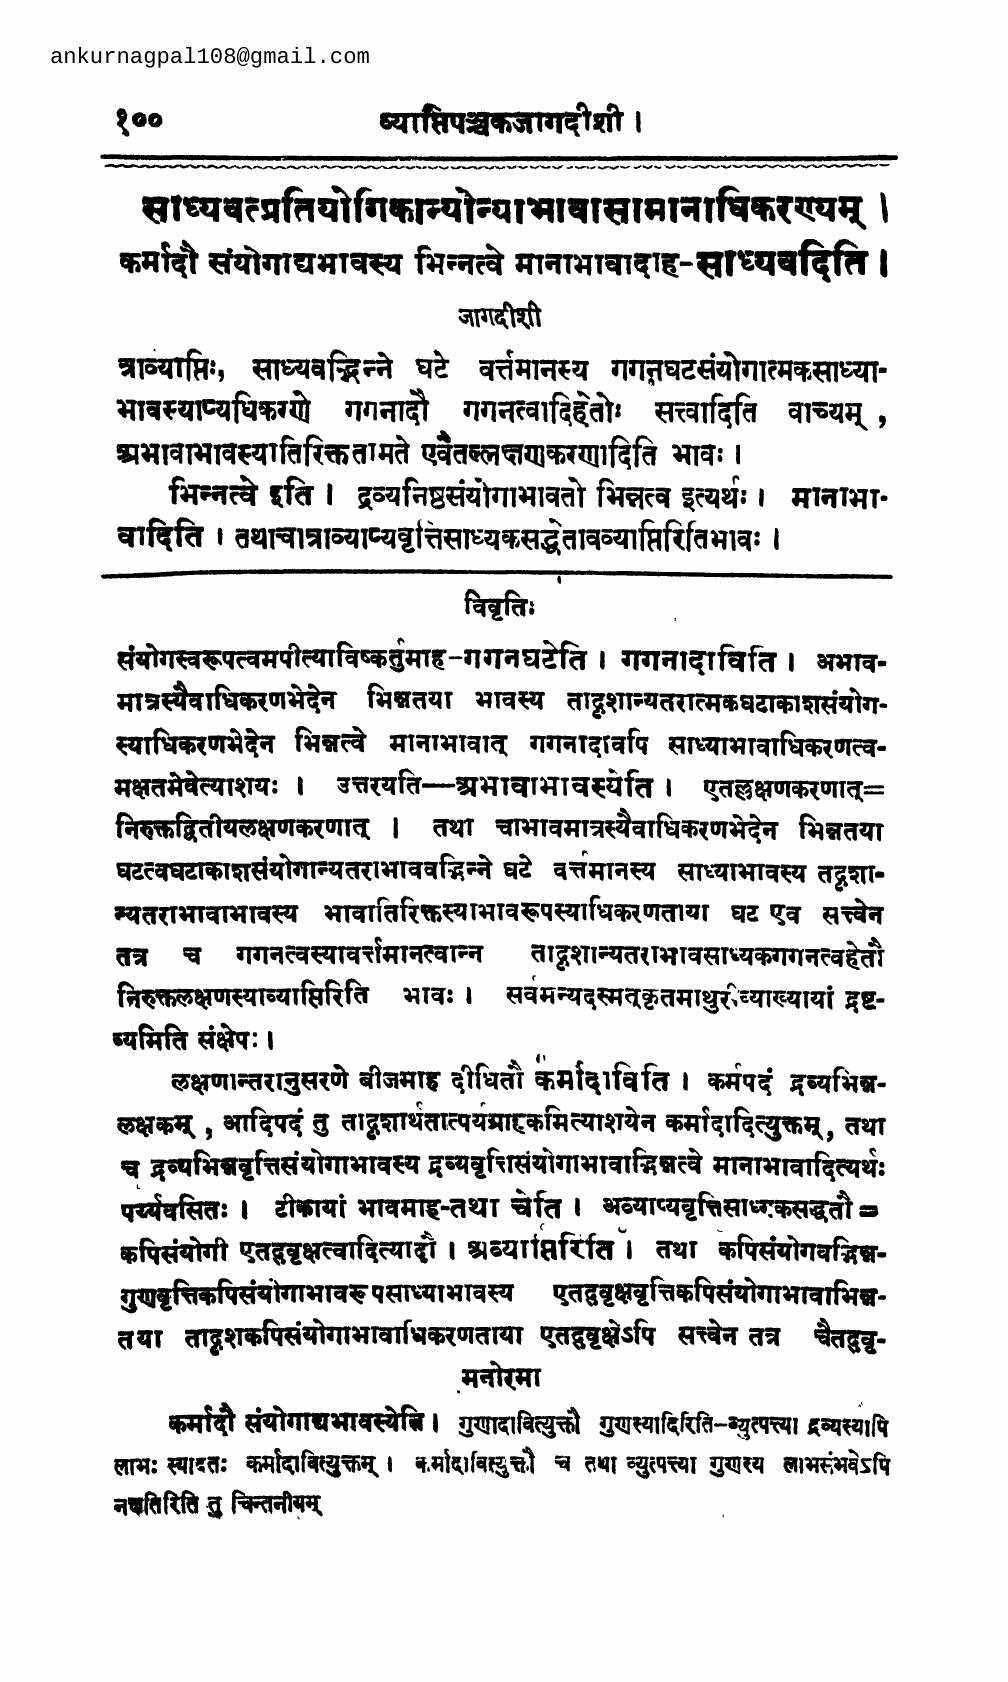 ankurnagpal108@gmail.com
१०० व्याप्तिपञ्चकजागदीशी ।
साध्यवत्प्रतियोगिकान्योन्याभावासामानाधिकरण्यम् ।
कर्मादौ संयोगाद्यभावस्य भिन्नत्वे मानाभावादाह-साध्यवदिति ।
जागदीशी
त्राव्याप्तिः, साध्यवद्भिन्ने घटे वर्त्तमानस्य गगनघटसंयोगात्मकसाध्या-
भावस्याप्यधिकरणे गगनादौ गगनत्वादिहेतोः सत्त्वादिति वाच्यम् ,
अभावाभावस्यातिरिक्ततामते एवैतल्लक्षणकरणादिति भावः ।
भिन्नत्वे इति । द्रव्यनिष्ठसंयोगाभावतो भिन्नत्व इत्यर्थः । मानाभा-
वादिति । तथाचात्राव्याप्यवृत्तिसाध्यकसद्धेतावव्याप्तिरितिभावः ।
विवृतिः
संयोगस्वरूपत्वमपीत्याविष्कर्तुमाह-गगनघटेति । गगनादाविति । अभाव-
मात्रस्यैवाधिकरणभेदेन भिन्नतया भावस्य तादृशान्यतरात्मकघटाकाशसंयोग-
स्याधिकरणभेदेन भिन्नत्वे मानाभावात् गगनादावपि साध्याभावाधिकरणत्व-
मक्षतमेवेत्याशयः । उत्तरयति—अभावाभावस्येति । एतल्लक्षणकरणात्=
निरुक्तद्वितीयलक्षणकरणात् । तथा चाभावमात्रस्यैवाधिकरणभेदेन भिन्नतया
घटत्वघटाकाशसंयोगान्यतराभाववद्भिन्ने घटे वर्त्तमानस्य साध्याभावस्य तदृशा-
न्यतराभावाभावस्य भावातिरिक्तस्याभावरूपस्याधिकरणताया घट एव सत्त्वेन
तत्र च गगनत्वस्यावर्त्तमानत्वान्न तादृशान्यतराभावसाध्यकगगनत्वहेतौ
निरुक्तलक्षणस्याव्याप्तिरिति भावः । सर्वमन्यदस्मत्कृतमाथुरीव्याख्यायां द्रष्ट-
व्यमिति संक्षेपः ।
लक्षणान्तरानुसरणे बीजमाह दीधितौ कर्मादाविति । कर्मपदं द्रव्यभिन्न-
लक्षकम् , आदिपदं तु तादृशार्थतात्पर्यग्राहकमित्याशयेन कर्मादादित्युक्तम्, तथा
च द्रव्यभिन्नवृत्तिसंयोगाभावस्य द्रव्यवृत्तिसंयोगाभावाद्भिन्नत्वे मानाभावादित्यर्थः
पर्य्यवसितः । टीकायां भावमाह-तथा चेति । अव्याप्यवृत्तिसाध्यकसद्धेतौ =
कपिसंयोगी एतद्वृक्षत्वादित्यादौ । अव्याप्तिरिति । तथा कपिसंयोगवद्भिन्न-
गुणवृत्तिकपिसंयोगाभावरूपसाध्याभावस्य एतद्वृक्षवृत्तिकपिसंयोगाभावाभिन्न-
तया तादृशकपिसंयोगाभावाधिकरणताया एतद्वृक्षेऽपि सत्त्वेन तत्र चैतद्वृ-
मनोरमा
कर्मादौ संयोगाद्यभावस्येति । गुणादावित्युक्तौ गुणस्यादिरिति-व्युत्पत्त्या द्रव्यस्यापि
लाभः स्यादतः कर्मादावित्युक्तम् । कर्मादावित्युक्तौ च तथा व्युत्पत्त्या गुणस्य लाभसंभवेऽपि
नक्षतिरिति तु चिन्तनीयम्